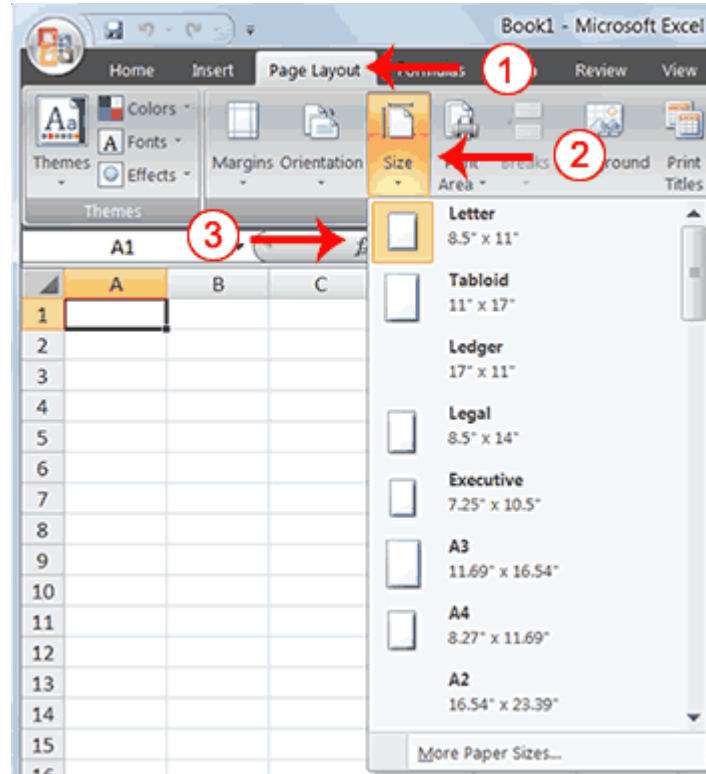 Book1 - Microsoft Excel
Home Insert Page Layout 1 Review View
Colors
Fonts
Effects
Themes Margins Orientation Size Print Area Breaks 2 Print Titles
Themes
A1 3
Letter
8.5" x 11"
Tabloid
11" x 17"
Ledger
17" x 11"
Legal
8.5" x 14"
Executive
7.25" x 10.5"
A3
11.69" x 16.54"
A4
8.27" x 11.69"
A2
16.54" x 23.39"
More Paper Sizes...
A B C
1
2
3
4
5
6
7
8
9
10
11
12
13
14
15
16